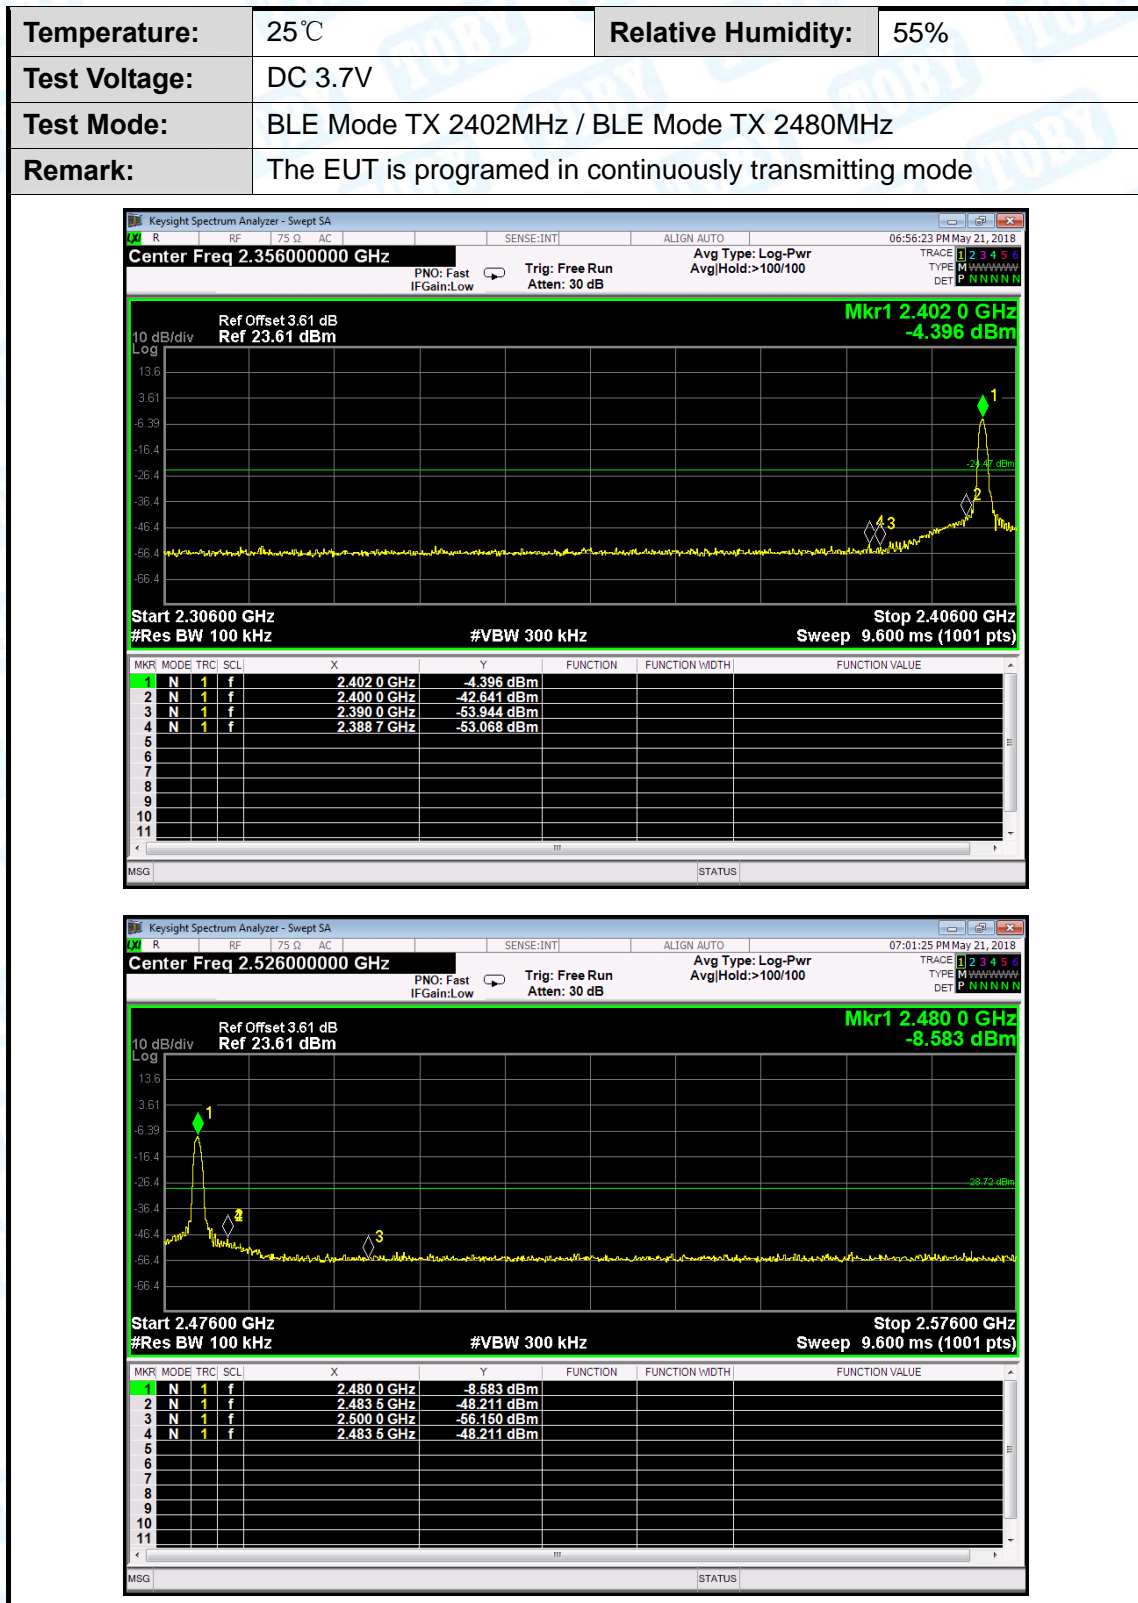 Temperature: 25℃ Relative Humidity: 55%
Test Voltage: DC 3.7V
Test Mode: BLE Mode TX 2402MHz / BLE Mode TX 2480MHz
Remark: The EUT is programed in continuously transmitting mode
Keysight Spectrum Analyzer - Swept SA
LXI R RF 75 Ω AC SENSE:INT ALIGN AUTO 06:56:23 PM May 21, 2018
Center Freq 2.356000000 GHz
PNO: Fast
IFGain:Low
Trig: Free Run
Atten: 30 dB
Avg Type: Log-Pwr
Avg|Hold:>100/100
TRACE 1 2 3 4 5 6
TYPE M WWWWW
DET P N N N N N
Mkr1 2.402 0 GHz
-4.396 dBm
Ref Offset 3.61 dB
10 dB/div Ref 23.61 dBm
Log
13.6
3.61
-6.39
-16.4
-26.4
-36.4
-46.4
-56.4
-66.4
1
-24.47 dBm
2
4 3
Start 2.30600 GHz Stop 2.40600 GHz
#Res BW 100 kHz #VBW 300 kHz Sweep 9.600 ms (1001 pts)
MKR MODE TRC SCL X Y FUNCTION FUNCTION WIDTH FUNCTION VALUE
1 N 1 f 2.402 0 GHz -4.396 dBm
2 N 1 f 2.400 0 GHz -42.641 dBm
3 N 1 f 2.390 0 GHz -53.944 dBm
4 N 1 f 2.388 7 GHz -53.068 dBm
5
6
7
8
9
10
11
MSG STATUS
Keysight Spectrum Analyzer - Swept SA
LXI R RF 75 Ω AC SENSE:INT ALIGN AUTO 07:01:25 PM May 21, 2018
Center Freq 2.526000000 GHz
PNO: Fast
IFGain:Low
Trig: Free Run
Atten: 30 dB
Avg Type: Log-Pwr
Avg|Hold:>100/100
TRACE 1 2 3 4 5 6
TYPE M WWWWW
DET P N N N N N
Mkr1 2.480 0 GHz
-8.583 dBm
Ref Offset 3.61 dB
10 dB/div Ref 23.61 dBm
Log
13.6
3.61
-6.39
-16.4
-26.4
-36.4
-46.4
-56.4
-66.4
1
-28.72 dBm
3
Start 2.47600 GHz Stop 2.57600 GHz
#Res BW 100 kHz #VBW 300 kHz Sweep 9.600 ms (1001 pts)
MKR MODE TRC SCL X Y FUNCTION FUNCTION WIDTH FUNCTION VALUE
1 N 1 f 2.480 0 GHz -8.583 dBm
2 N 1 f 2.483 5 GHz -48.211 dBm
3 N 1 f 2.500 0 GHz -56.150 dBm
4 N 1 f 2.483 5 GHz -48.211 dBm
5
6
7
8
9
10
11
MSG STATUS